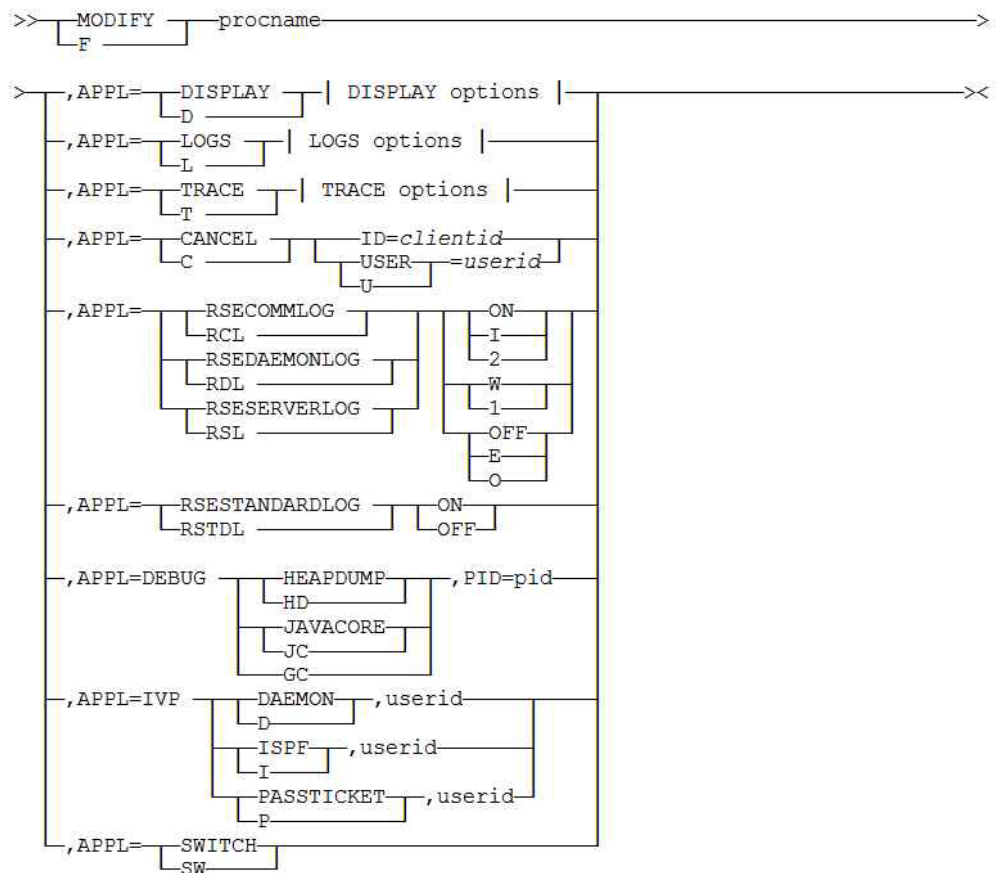 >> MODIFY procname >
F
> ,APPL= DISPLAY | DISPLAY options | ><
D
,APPL= LOGS | LOGS options |
L
,APPL= TRACE | TRACE options |
T
,APPL= CANCEL ID=clientid
C USER =userid
U
,APPL= RSECOMMLOG ON
RCL I
RSEDAEMONLOG 2
RDL W
RSESERVERLOG 1
RSL OFF
E
O
,APPL= RSESTANDARDLOG ON
RSTDL OFF
,APPL=DEBUG HEAPDUMP ,PID=pid
HD
JAVACORE
JC
GC
,APPL=IVP DAEMON ,userid
D
ISPF ,userid
I
PASSTICKET ,userid
P
,APPL= SWITCH
SW